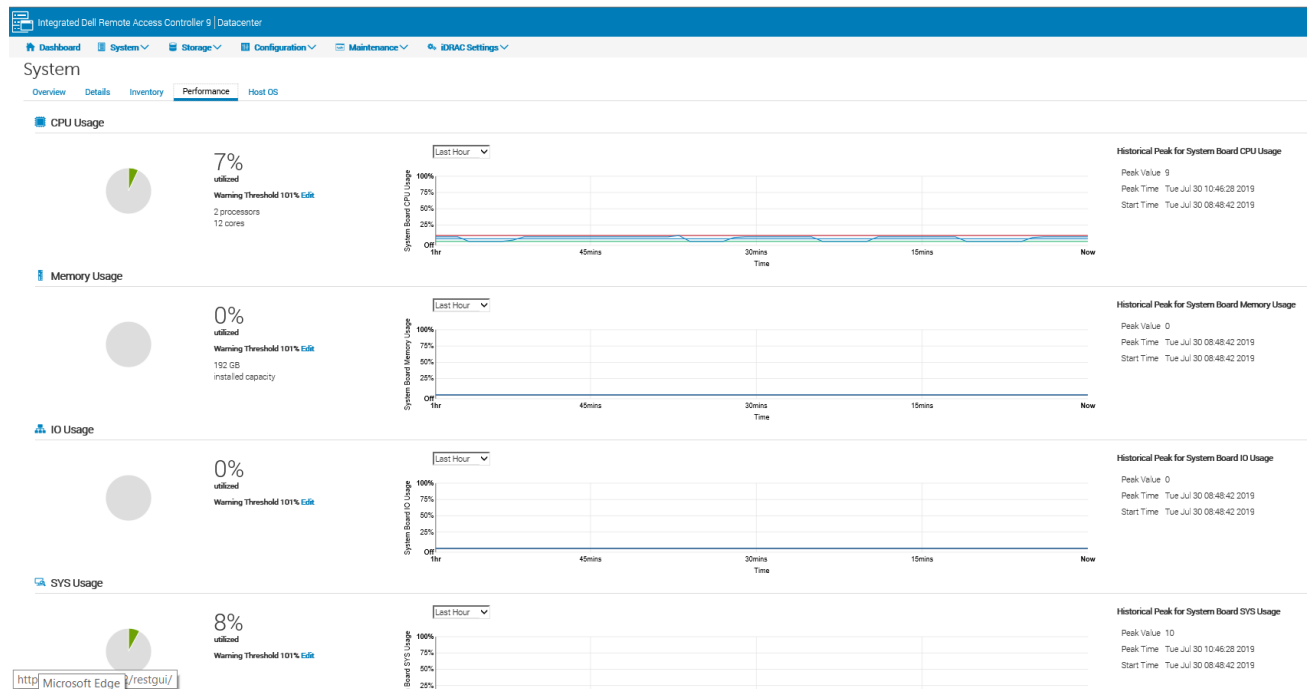 Integrated Dell Remote Access Controller 9 | Datacenter
Dashboard System Storage Configuration Maintenance iDRAC Settings
System
Overview Details Inventory Performance Host OS
CPU Usage
7%
utilized
Warning Threshold 101% Edit
2 processors
12 cores
Last Hour
System Board CPU Usage
100%
75%
50%
25%
Off
1hr 45mins 30mins 15mins Now
Time
Historical Peak for System Board CPU Usage
Peak Value 9
Peak Time Tue Jul 30 10:46:28 2019
Start Time Tue Jul 30 08:48:42 2019
Memory Usage
0%
utilized
Warning Threshold 101% Edit
192 GB
installed capacity
Last Hour
System Board Memory Usage
100%
75%
50%
25%
Off
1hr 45mins 30mins 15mins Now
Time
Historical Peak for System Board Memory Usage
Peak Value 0
Peak Time Tue Jul 30 08:48:42 2019
Start Time Tue Jul 30 08:48:42 2019
IO Usage
0%
utilized
Warning Threshold 101% Edit
Last Hour
System Board IO Usage
100%
75%
50%
25%
Off
1hr 45mins 30mins 15mins Now
Time
Historical Peak for System Board IO Usage
Peak Value 0
Peak Time Tue Jul 30 08:48:42 2019
Start Time Tue Jul 30 08:48:42 2019
SYS Usage
8%
utilized
Warning Threshold 101% Edit
Last Hour
Board SYS Usage
100%
75%
50%
25%
Historical Peak for System Board SYS Usage
Peak Value 10
Peak Time Tue Jul 30 10:46:28 2019
Start Time Tue Jul 30 08:48:42 2019
http /restgui/
Microsoft Edge